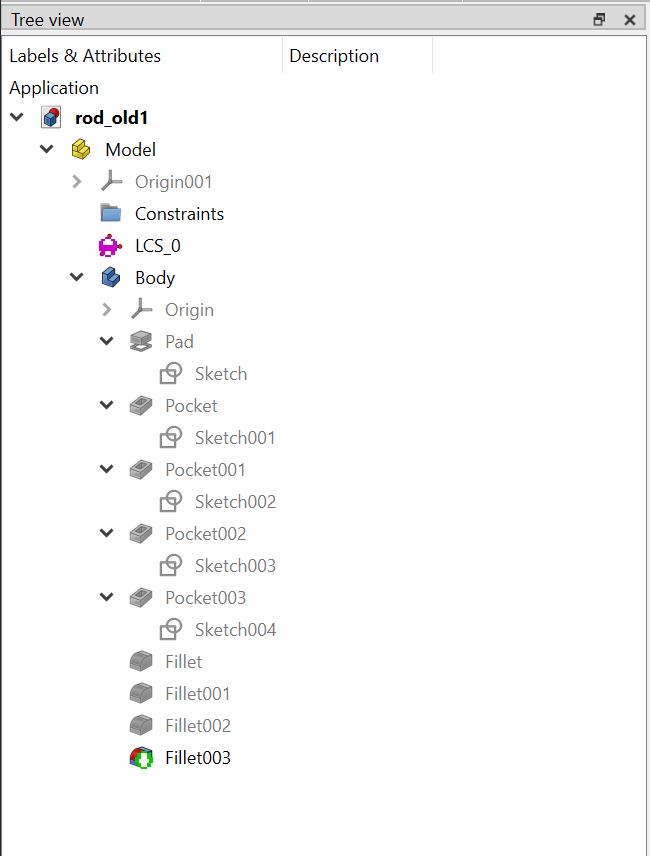 Tree view
Labels & Attributes Description
Application
rod_old1
Model
Origin001
Constraints
LCS_0
Body
Origin
Pad
Sketch
Pocket
Sketch001
Pocket001
Sketch002
Pocket002
Sketch003
Pocket003
Sketch004
Fillet
Fillet001
Fillet002
Fillet003